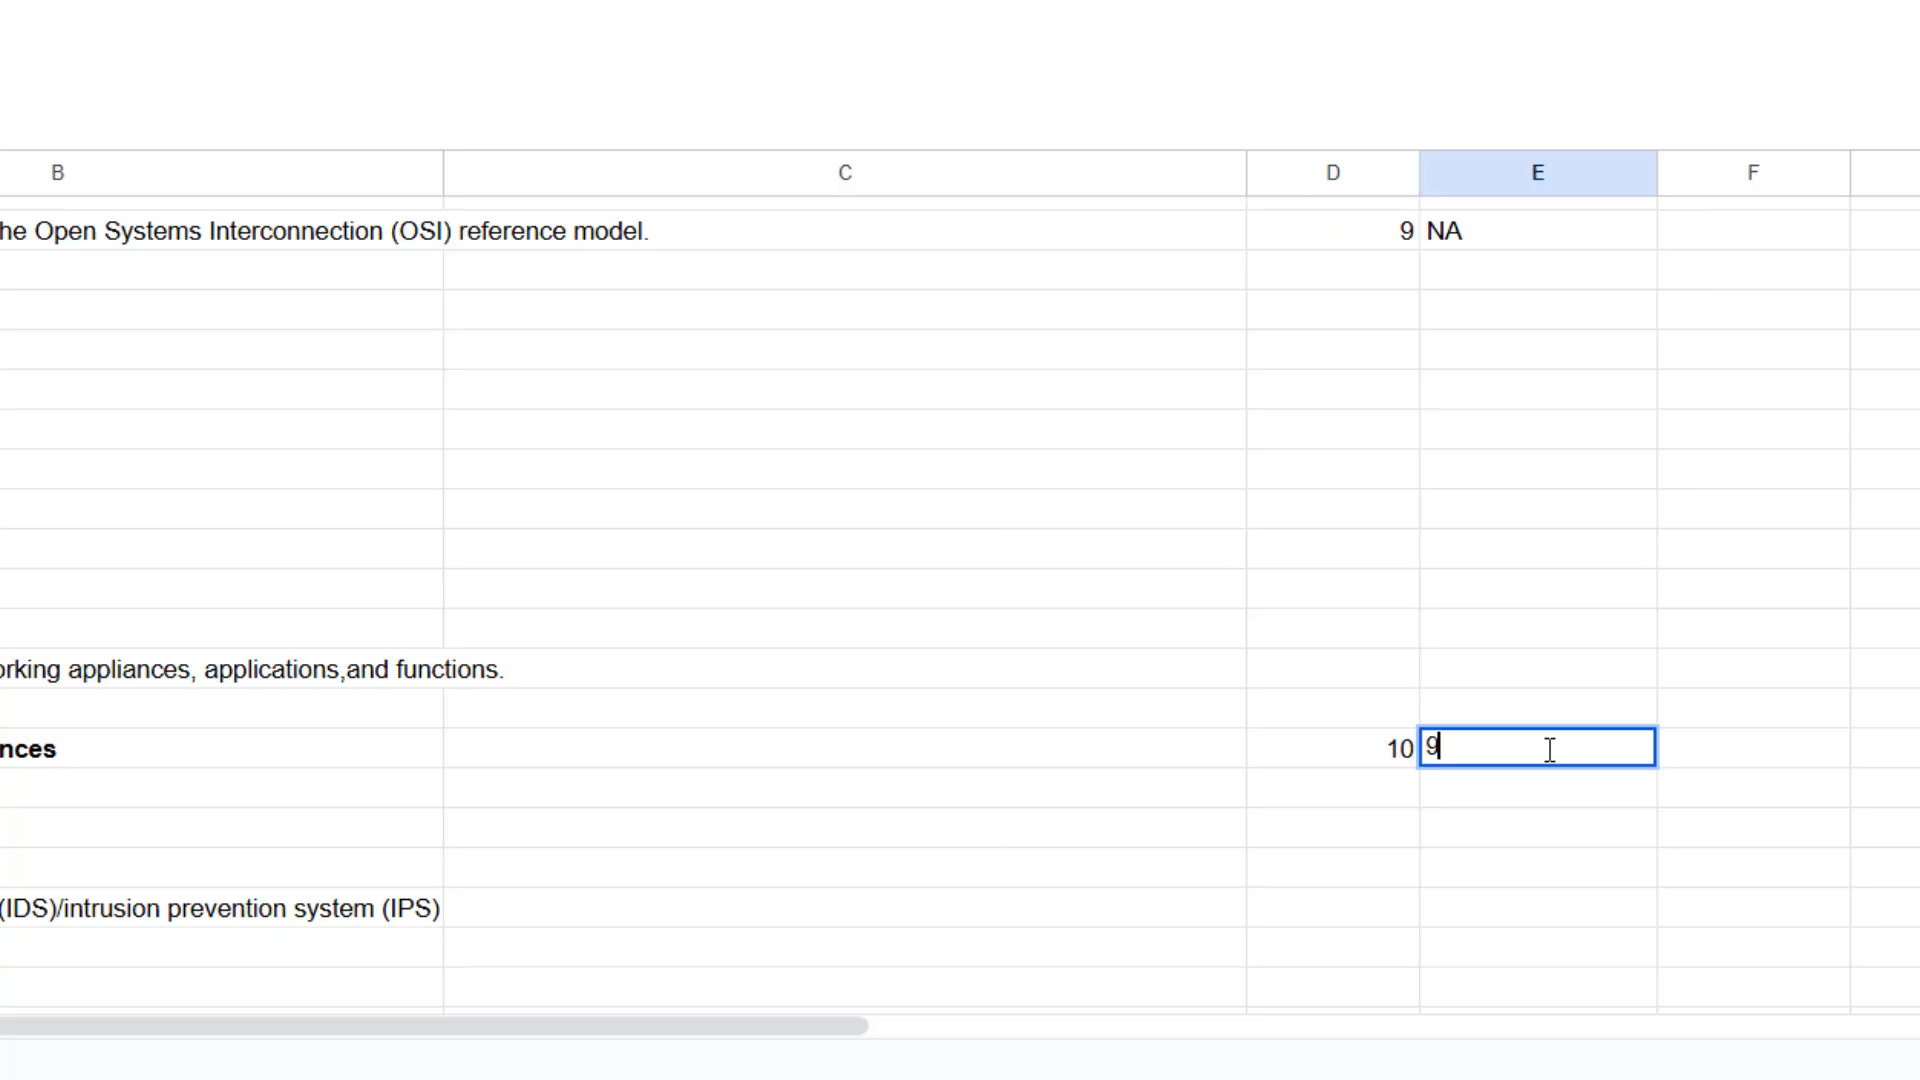 B C D E F
he Open Systems Interconnection (OSI) reference model. 9 NA
orking appliances, applications,and functions.
nces 10 9
(IDS)/intrusion prevention system (IPS)